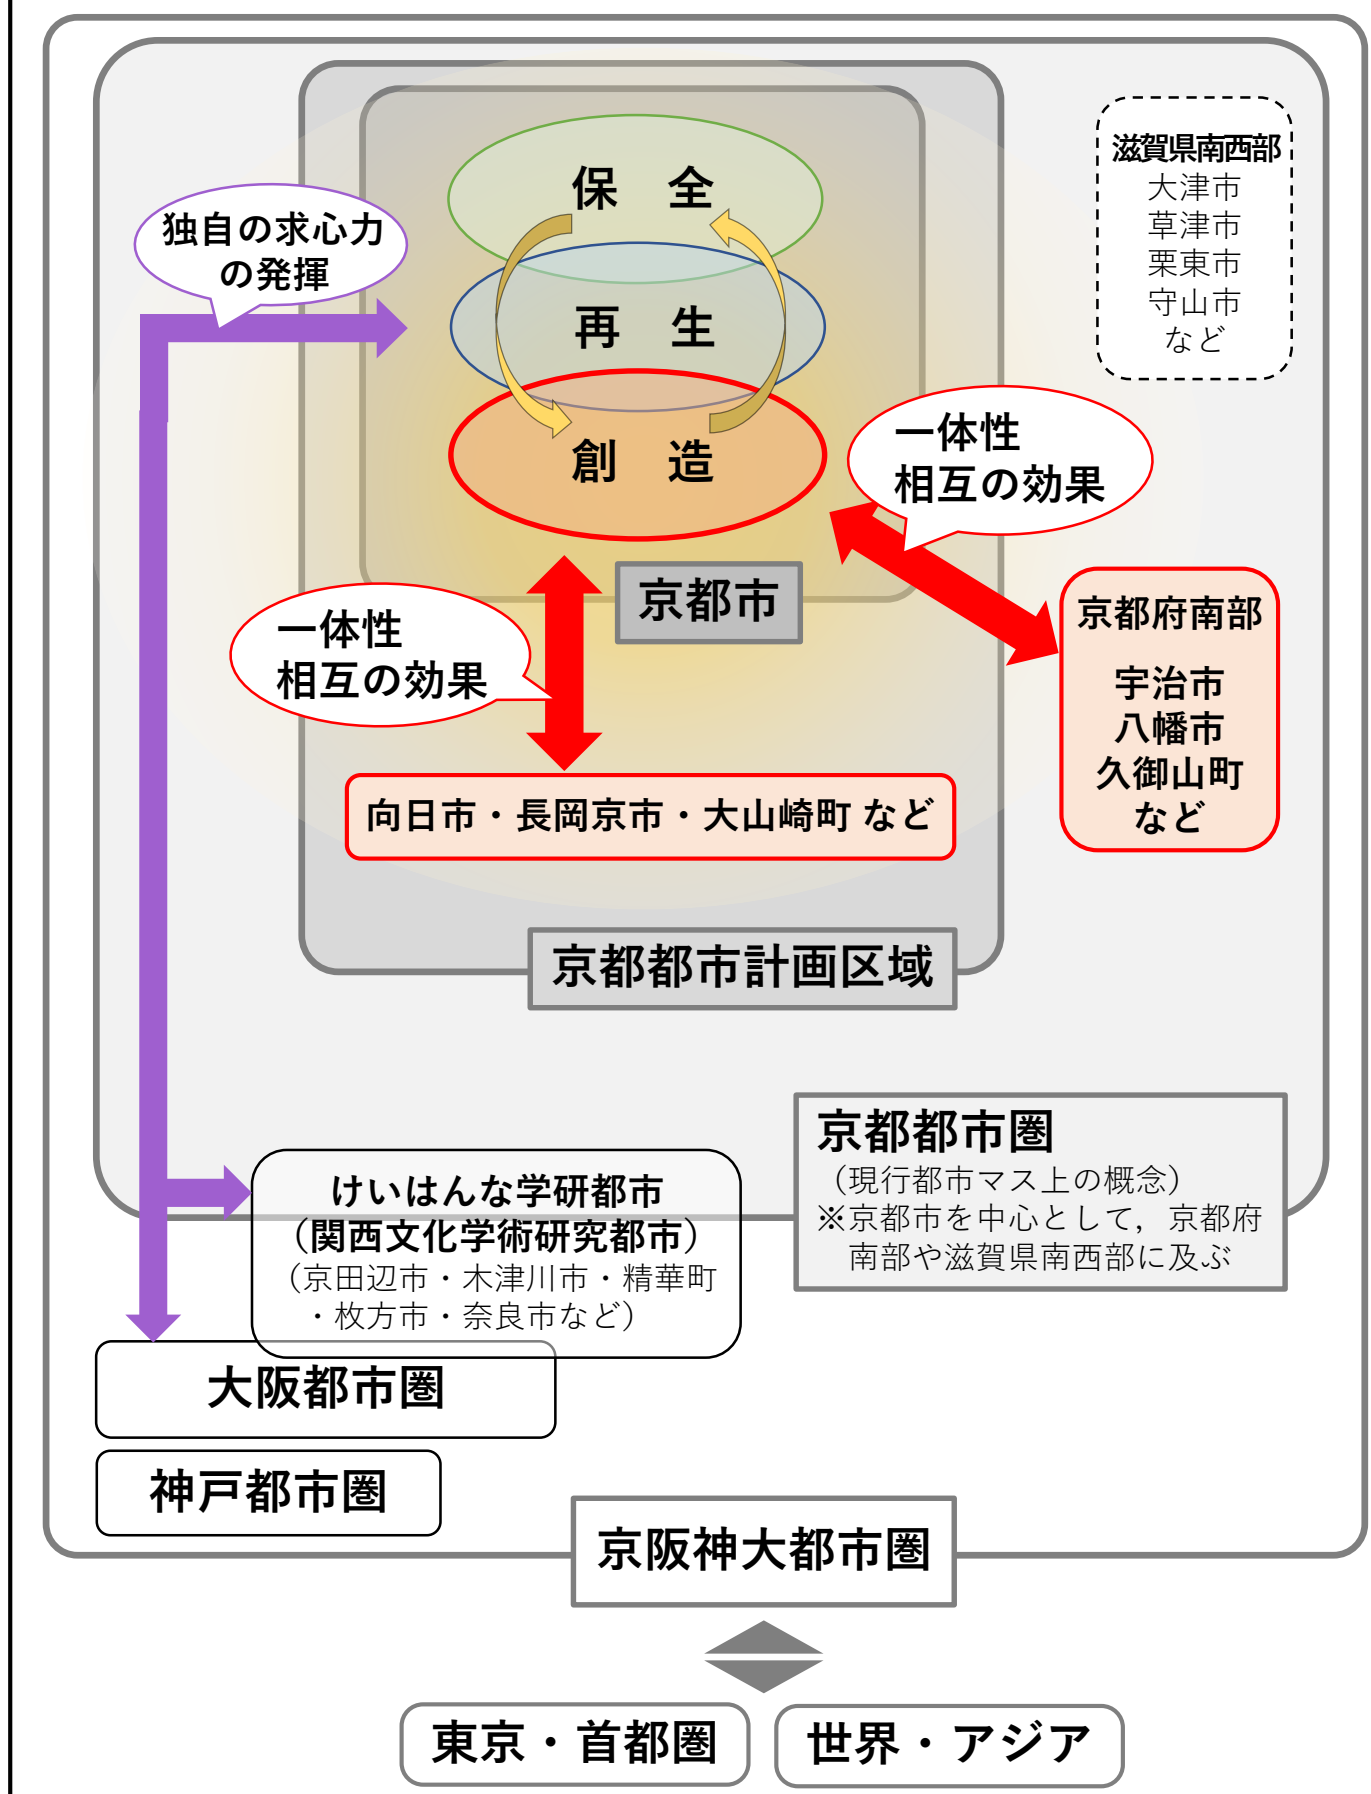 保　全
再　生
創　造
独自の求心力
の発揮
滋賀県南西部
大津市
草津市
栗東市
守山市
など
一体性
相互の効果
京都市
一体性
相互の効果
京都府南部
宇治市
八幡市
久御山町
など
向日市・長岡京市・大山崎町 など
京都都市計画区域
京都都市圏
（現行都市マス上の概念）
※京都市を中心として，京都府
南部や滋賀県南西部に及ぶ
けいはんな学研都市
（関西文化学術研究都市）
（京田辺市・木津川市・精華町
・枚方市・奈良市など）
大阪都市圏
神戸都市圏
京阪神大都市圏
東京・首都圏
世界・アジア